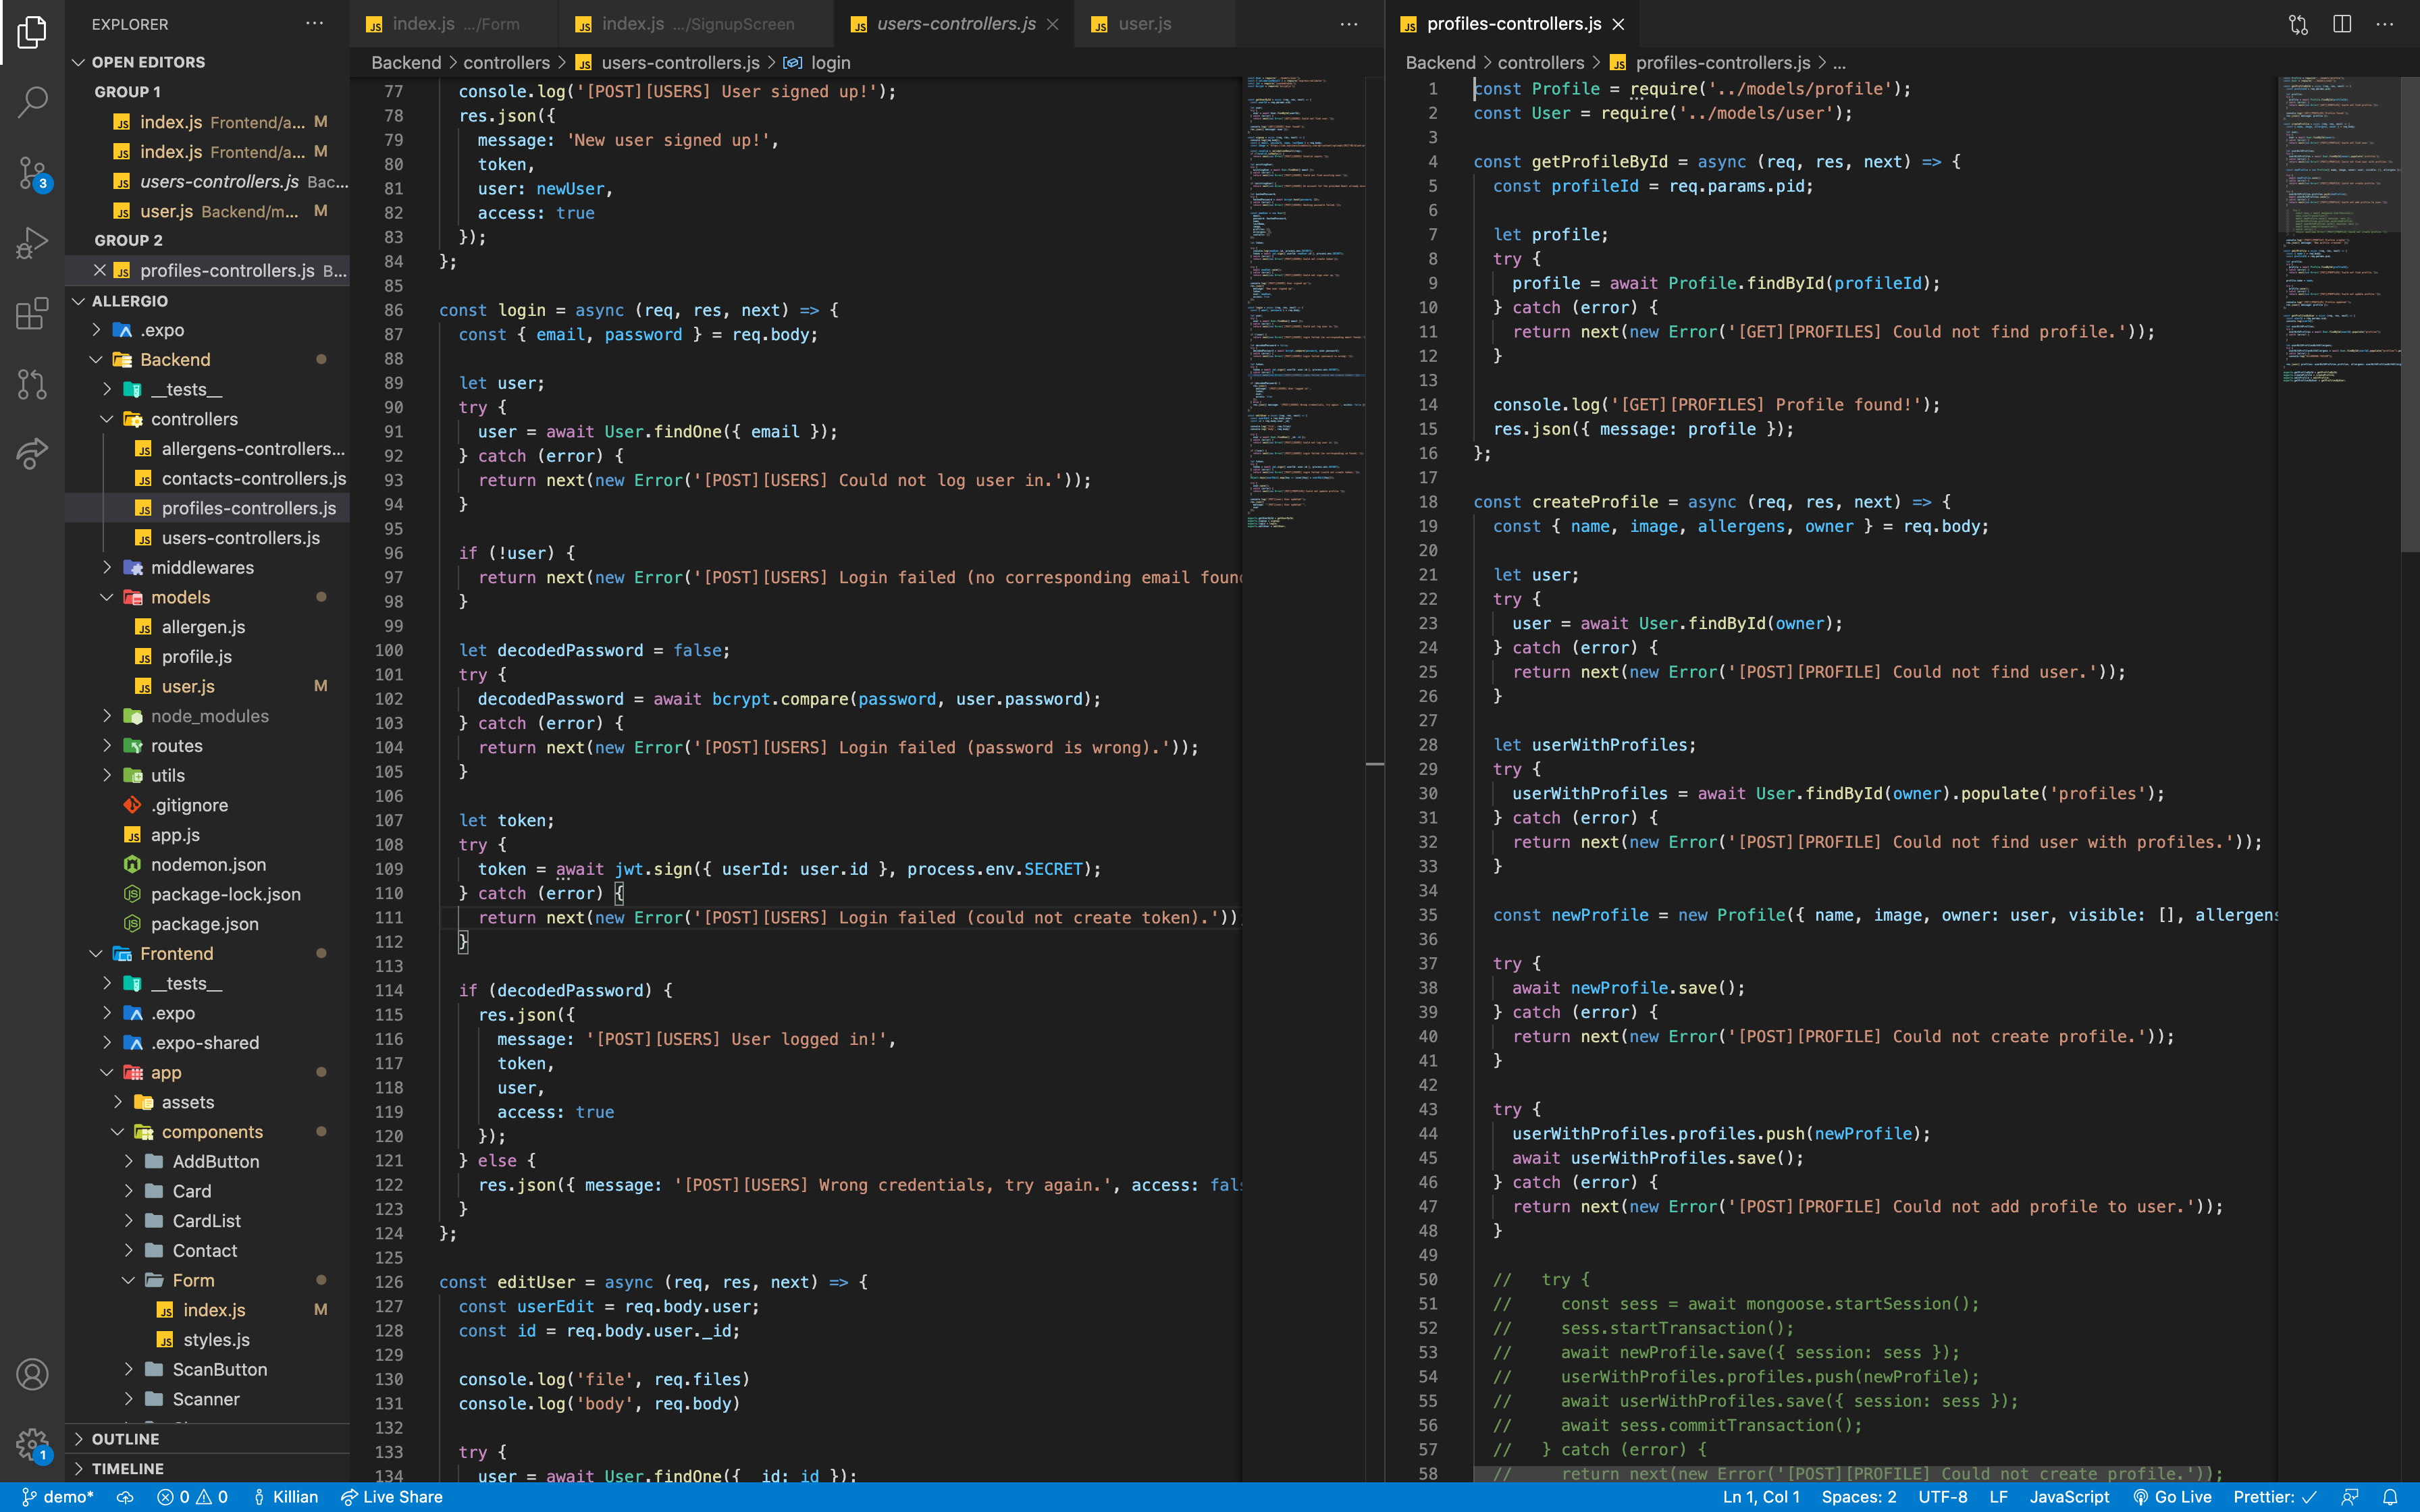 EXPLORER
OPEN EDITORS
GROUP 1
index.js Frontend/a... M
index.js Frontend/a... M
users-controllers.js Bac...
user.js Backend/m... M
GROUP 2
profiles-controllers.js B...
ALLERGIO
.expo
Backend
__tests__
controllers
allergens-controllers...
contacts-controllers.js
profiles-controllers.js
users-controllers.js
middlewares
models
allergen.js
profile.js
user.js M
node_modules
routes
utils
.gitignore
app.js
nodemon.json
package-lock.json
package.json
Frontend
__tests__
.expo
.expo-shared
app
assets
components
AddButton
Card
CardList
Contact
Form
index.js M
styles.js
ScanButton
Scanner
OUTLINE
TIMELINE
3
1
index.js .../Form
index.js .../SignupScreen
users-controllers.js
user.js
Backend > controllers > users-controllers.js > login
77 console.log('[POST][USERS] User signed up!');
78 res.json({
79 message: 'New user signed up!',
80 token,
81 user: newUser,
82 access: true
83 });
84 };
85
86 const login = async (req, res, next) => {
87 const { email, password } = req.body;
88
89 let user;
90 try {
91 user = await User.findOne({ email });
92 } catch (error) {
93 return next(new Error('[POST][USERS] Could not log user in.'));
94 }
95
96 if (!user) {
97 return next(new Error('[POST][USERS] Login failed (no corresponding email foun
98 }
99
100 let decodedPassword = false;
101 try {
102 decodedPassword = await bcrypt.compare(password, user.password);
103 } catch (error) {
104 return next(new Error('[POST][USERS] Login failed (password is wrong).'));
105 }
106
107 let token;
108 try {
109 token = await jwt.sign({ userId: user.id }, process.env.SECRET);
110 } catch (error) {
111 return next(new Error('[POST][USERS] Login failed (could not create token).'))
112 }
113
114 if (decodedPassword) {
115 res.json({
116 message: '[POST][USERS] User logged in!',
117 token,
118 user,
119 access: true
120 });
121 } else {
122 res.json({ message: '[POST][USERS] Wrong credentials, try again.', access: fals
123 }
124 };
125
126 const editUser = async (req, res, next) => {
127 const userEdit = req.body.user;
128 const id = req.body.user._id;
129
130 console.log('file', req.files)
131 console.log('body', req.body)
132
133 try {
134 user = await User.findOne({ _id: id });
profiles-controllers.js
Backend > controllers > profiles-controllers.js > ...
1 const Profile = require('../models/profile');
2 const User = require('../models/user');
3
4 const getProfileById = async (req, res, next) => {
5 const profileId = req.params.pid;
6
7 let profile;
8 try {
9 profile = await Profile.findById(profileId);
10 } catch (error) {
11 return next(new Error('[GET][PROFILES] Could not find profile.'));
12 }
13
14 console.log('[GET][PROFILES] Profile found!');
15 res.json({ message: profile });
16 };
17
18 const createProfile = async (req, res, next) => {
19 const { name, image, allergens, owner } = req.body;
20
21 let user;
22 try {
23 user = await User.findById(owner);
24 } catch (error) {
25 return next(new Error('[POST][PROFILE] Could not find user.'));
26 }
27
28 let userWithProfiles;
29 try {
30 userWithProfiles = await User.findById(owner).populate('profiles');
31 } catch (error) {
32 return next(new Error('[POST][PROFILE] Could not find user with profiles.'));
33 }
34
35 const newProfile = new Profile({ name, image, owner: user, visible: [], allergens
36
37 try {
38 await newProfile.save();
39 } catch (error) {
40 return next(new Error('[POST][PROFILE] Could not create profile.'));
41 }
42
43 try {
44 userWithProfiles.profiles.push(newProfile);
45 await userWithProfiles.save();
46 } catch (error) {
47 return next(new Error('[POST][PROFILE] Could not add profile to user.'));
48 }
49
50 // try {
51 // const sess = await mongoose.startSession();
52 // sess.startTransaction();
53 // await newProfile.save({ session: sess });
54 // userWithProfiles.profiles.push(newProfile);
55 // await userWithProfiles.save({ session: sess });
56 // await sess.commitTransaction();
57 // } catch (error) {
58 // return next(new Error('[POST][PROFILE] Could not create profile.'));
demo* 0 0 Killian Live Share
Ln 1, Col 1 Spaces: 2 UTF-8 LF JavaScript Go Live Prettier: ✓